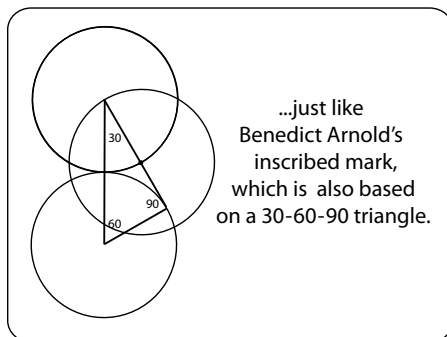 30
90
60
...just like
Benedict Arnold's
inscribed mark,
which is also based
on a 30-60-90 triangle.